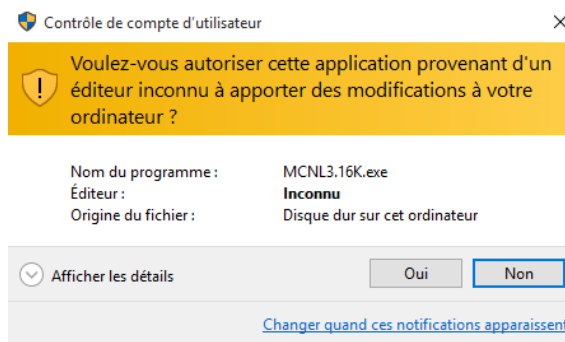 Contrôle de compte d'utilisateur
Voulez-vous autoriser cette application provenant d'un
éditeur inconnu à apporter des modifications à votre
ordinateur ?
Nom du programme : MCNL3.16K.exe
Éditeur : Inconnu
Origine du fichier : Disque dur sur cet ordinateur
Afficher les détails Oui Non
Changer quand ces notifications apparaissent